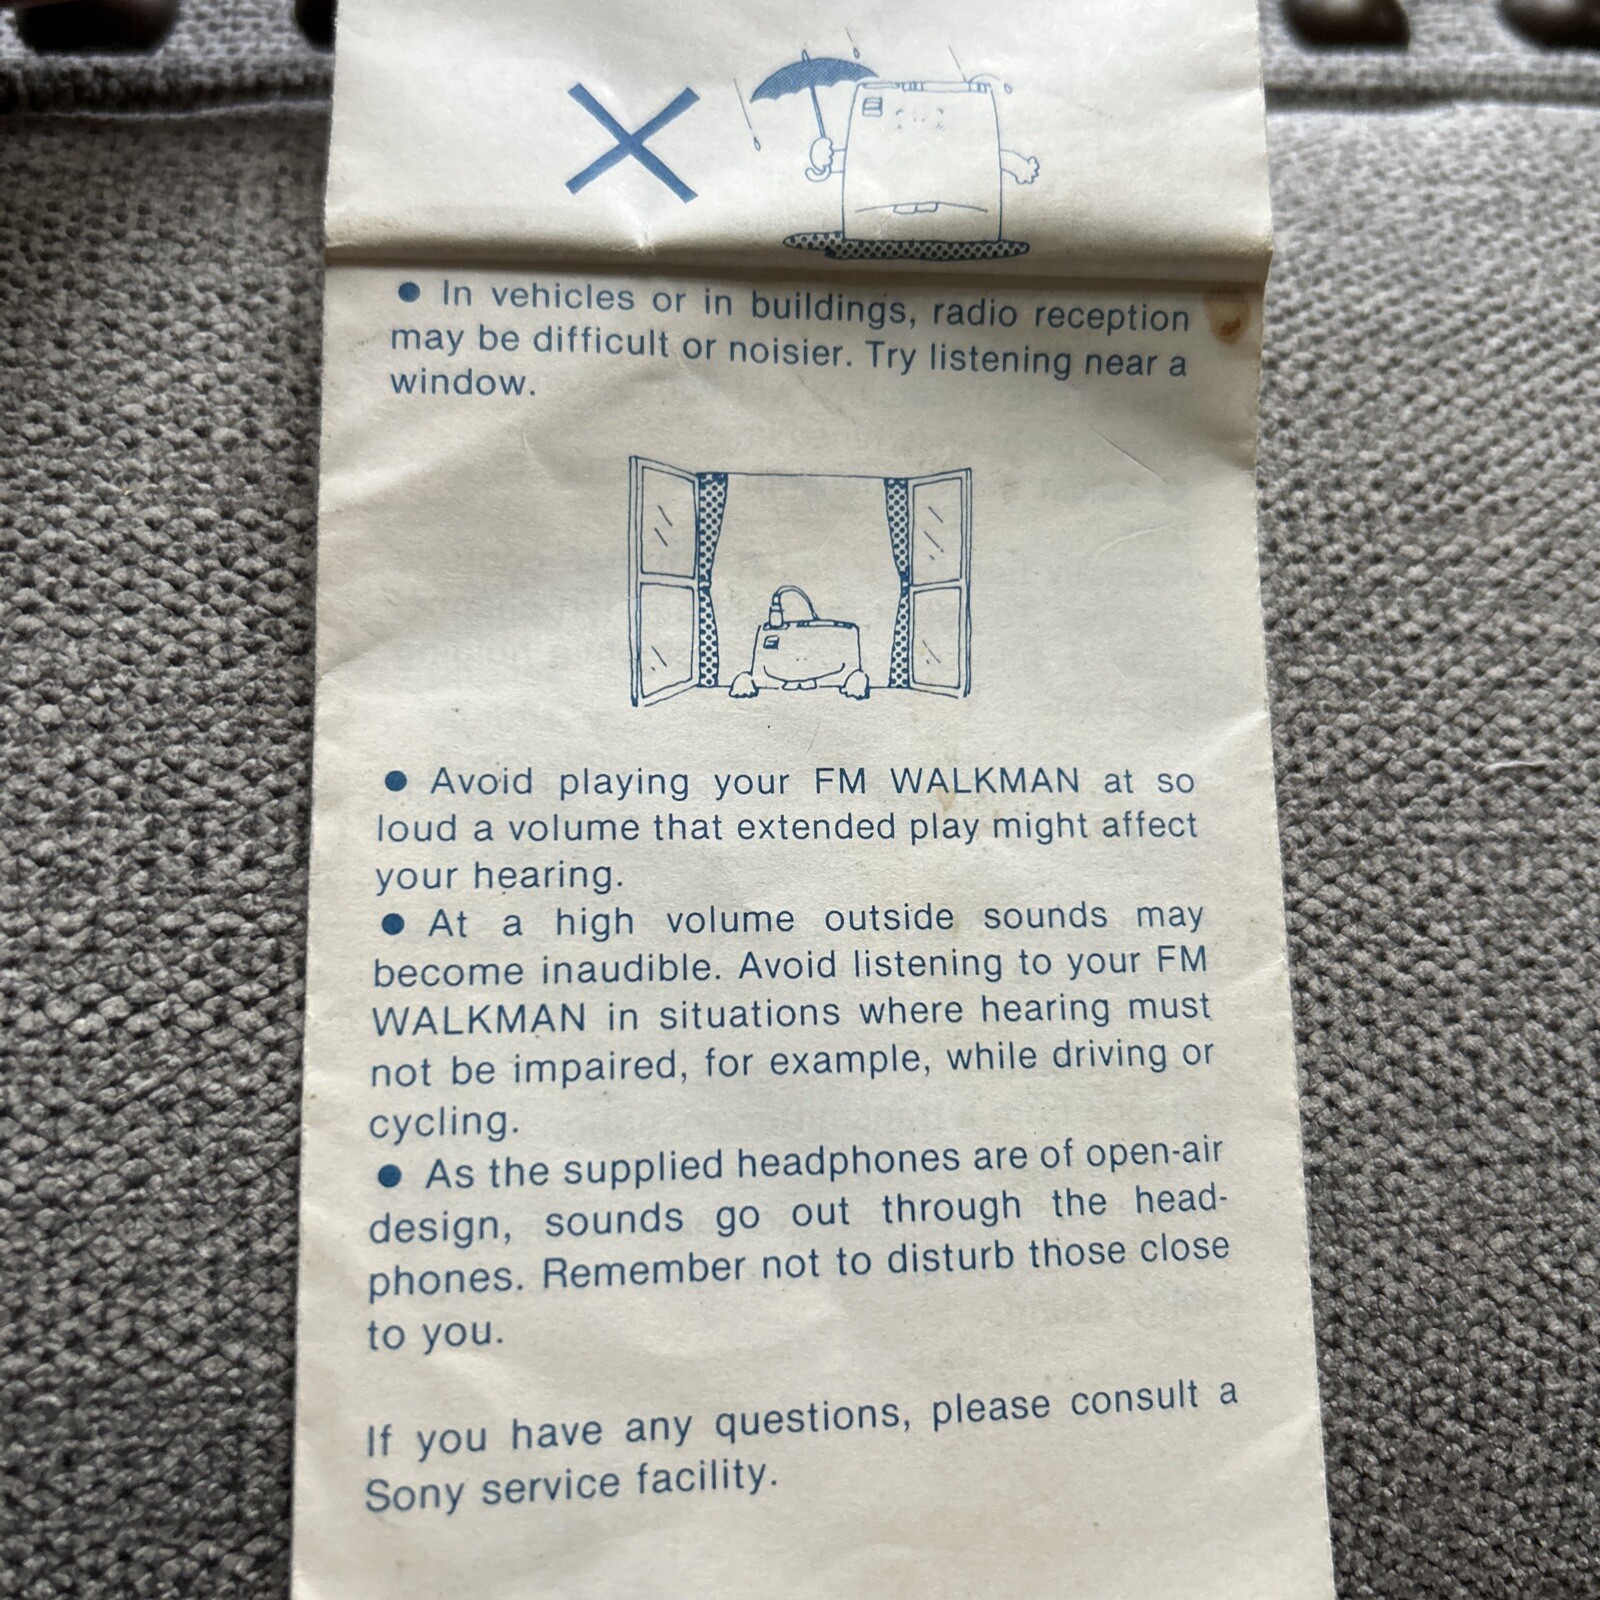 ● In vehicles or in buildings, radio reception
may be difficult or noisier. Try listening near a
window.
● Avoid playing your FM WALKMAN at so
loud a volume that extended play might affect
your hearing.
● At a high volume outside sounds may
become inaudible. Avoid listening to your FM
WALKMAN in situations where hearing must
not be impaired, for example, while driving or
cycling.
● As the supplied headphones are of open-air
design, sounds go out through the head-
phones. Remember not to disturb those close
to you.
If you have any questions, please consult a
Sony service facility.